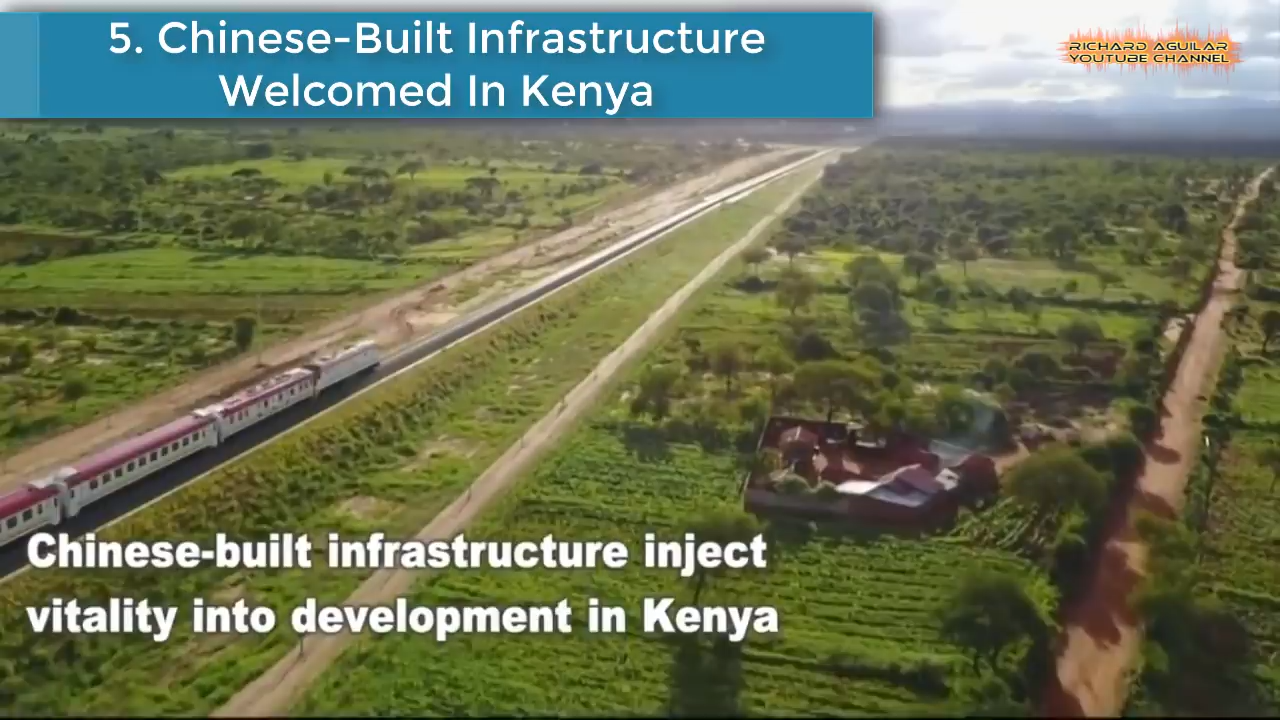 5. Chinese-Built Infrastructure
Welcomed In Kenya
RICHARD AGUILAR
YOUTUBE CHANNEL
Chinese-built infrastructure inject
vitality into development in Kenya